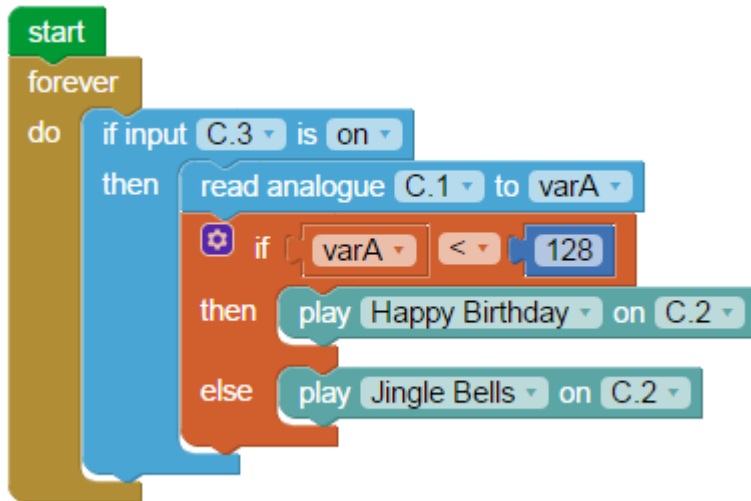 start
forever
do if input C.3 is on
then read analogue C.1 to varA
if varA < 128
then play Happy Birthday on C.2
else play Jingle Bells on C.2